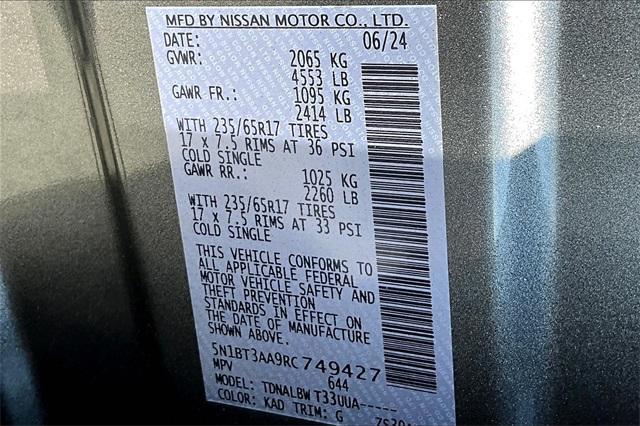 MFD BY NISSAN MOTOR CO., LTD.
DATE: 06/24
GVWR: 2065 KG
4553 LB
GAWR FR.: 1095 KG
2414 LB
WITH 235/65R17 TIRES
17 x 7.5 RIMS AT 36 PSI
COLD SINGLE
GAWR RR.: 1025 KG
2260 LB
WITH 235/65R17 TIRES
17 x 7.5 RIMS AT 33 PSI
COLD SINGLE
THIS VEHICLE CONFORMS TO
ALL APPLICABLE FEDERAL
MOTOR VEHICLE SAFETY AND
THEFT PREVENTION
STANDARDS IN EFFECT ON
THE DATE OF MANUFACTURE
SHOWN ABOVE.
5N1BT3AA9RC749427
MPV 644
MODEL: TDNALBW T33UUA-----
COLOR: KAD TRIM: G